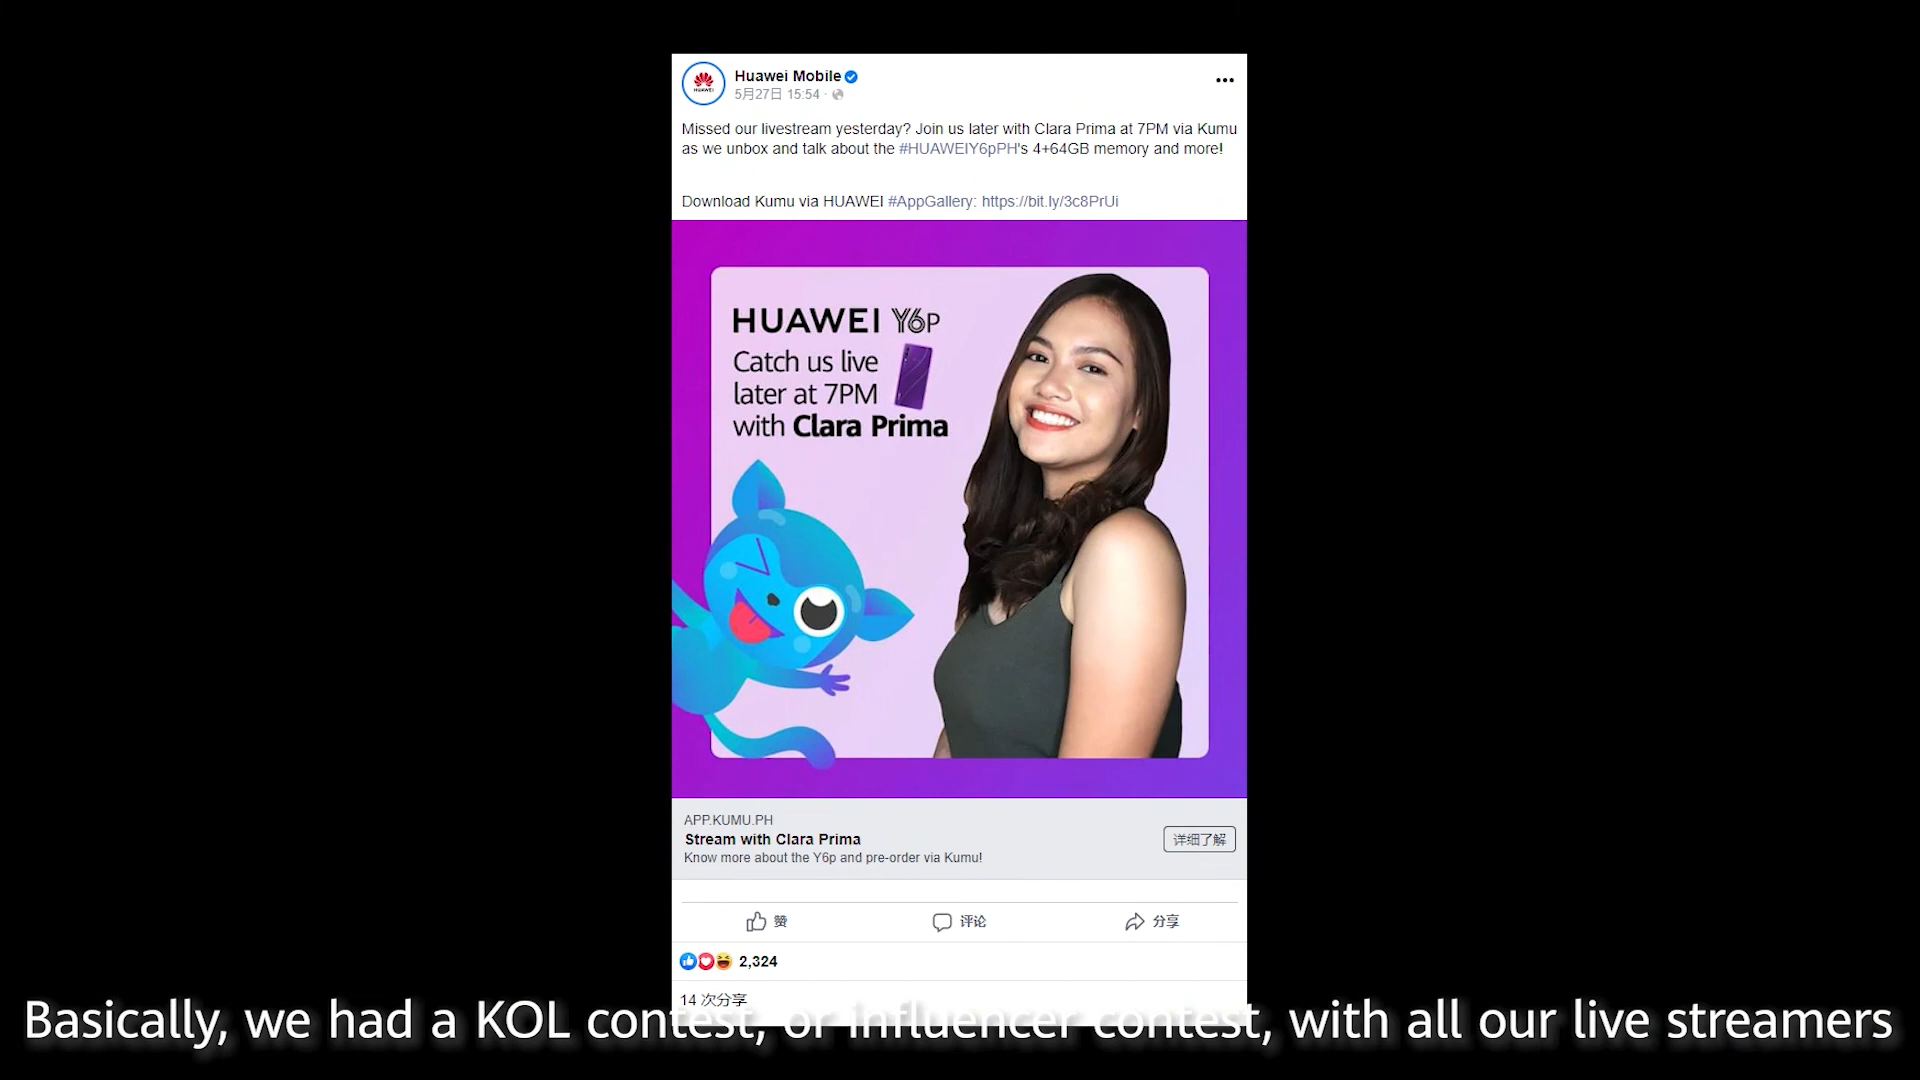 Huawei Mobile
HUAWEI
5月27日 15:54 ·
Missed our livestream yesterday? Join us later with Clara Prima at 7PM via Kumu
as we unbox and talk about the #HUAWEIY6pPH's 4+64GB memory and more!
Download Kumu via HUAWEI #AppGallery: https://bit.ly/3c8PrUi
HUAWEI Y6P
Catch us live
later at 7PM
with Clara Prima
APP.KUMU.PH
Stream with Clara Prima
Know more about the Y6p and pre-order via Kumu!
详细了解
赞 评论 分享
2,324
14 次分享
Basically, we had a KOL contest, or influencer contest, with all our live streamers